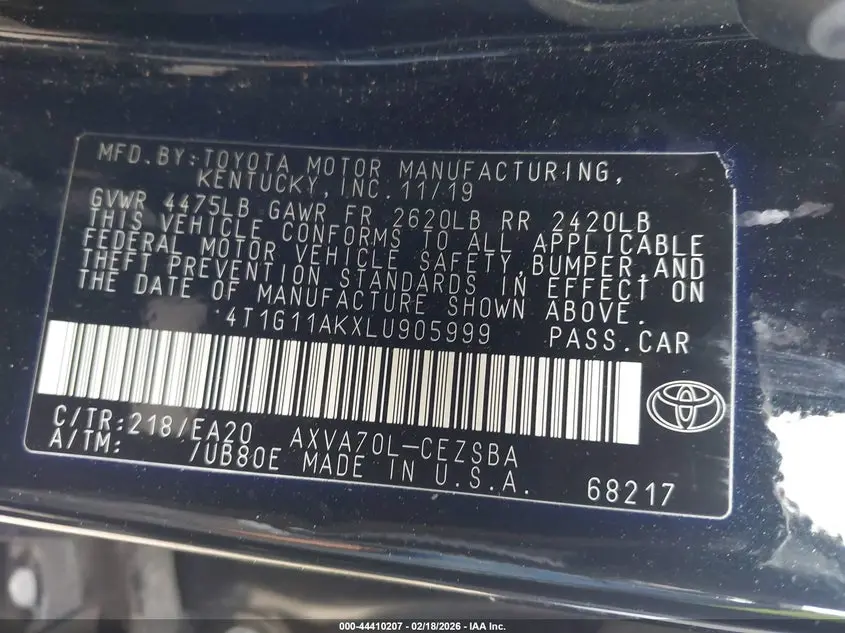 MFD.BY:TOYOTA MOTOR MANUFACTURING,
KENTUCKY,INC.11/19
GVWR 4475LB GAWR FR 2620LB RR 2420LB
THIS VEHICLE CONFORMS TO ALL APPLICABLE
FEDERAL MOTOR VEHICLE SAFETY,BUMPER,AND
THEFT PREVENTION STANDARDS IN EFFECT ON
THE DATE OF MANUFACTURE SHOWN ABOVE.
4T1G11AKXLU905999 PASS.CAR
C/TR:218/EA20 AXVA70L-CEZSBA
A/TM: /UB80E MADE IN U.S.A. 68217
000-44410207 - 02/18/2026 - IAA Inc.